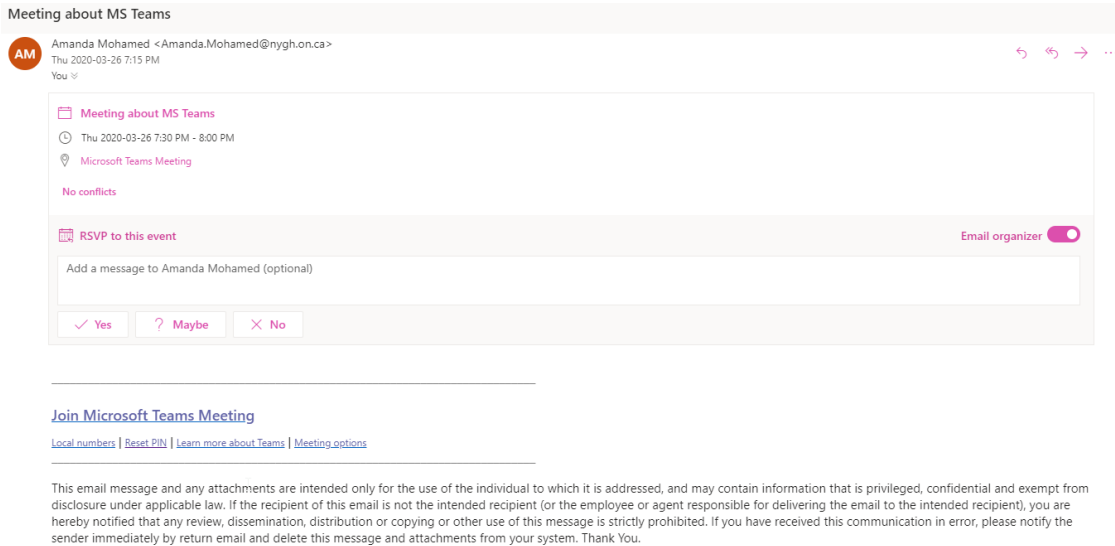 Meeting about MS Teams
AM
Amanda Mohamed <Amanda.Mohamed@nygh.on.ca>
Thu 2020-03-26 7:15 PM
You
Meeting about MS Teams
Thu 2020-03-26 7:30 PM - 8:00 PM
Microsoft Teams Meeting
No conflicts
RSVP to this event
Email organizer
Add a message to Amanda Mohamed (optional)
Yes
Maybe
No
Join Microsoft Teams Meeting
Local numbers | Reset PIN | Learn more about Teams | Meeting options
This email message and any attachments are intended only for the use of the individual to which it is addressed, and may contain information that is privileged, confidential and exempt from
disclosure under applicable law. If the recipient of this email is not the intended recipient (or the employee or agent responsible for delivering the email to the intended recipient), you are
hereby notified that any review, dissemination, distribution or copying or other use of this message is strictly prohibited. If you have received this communication in error, please notify the
sender immediately by return email and delete this message and attachments from your system. Thank You.